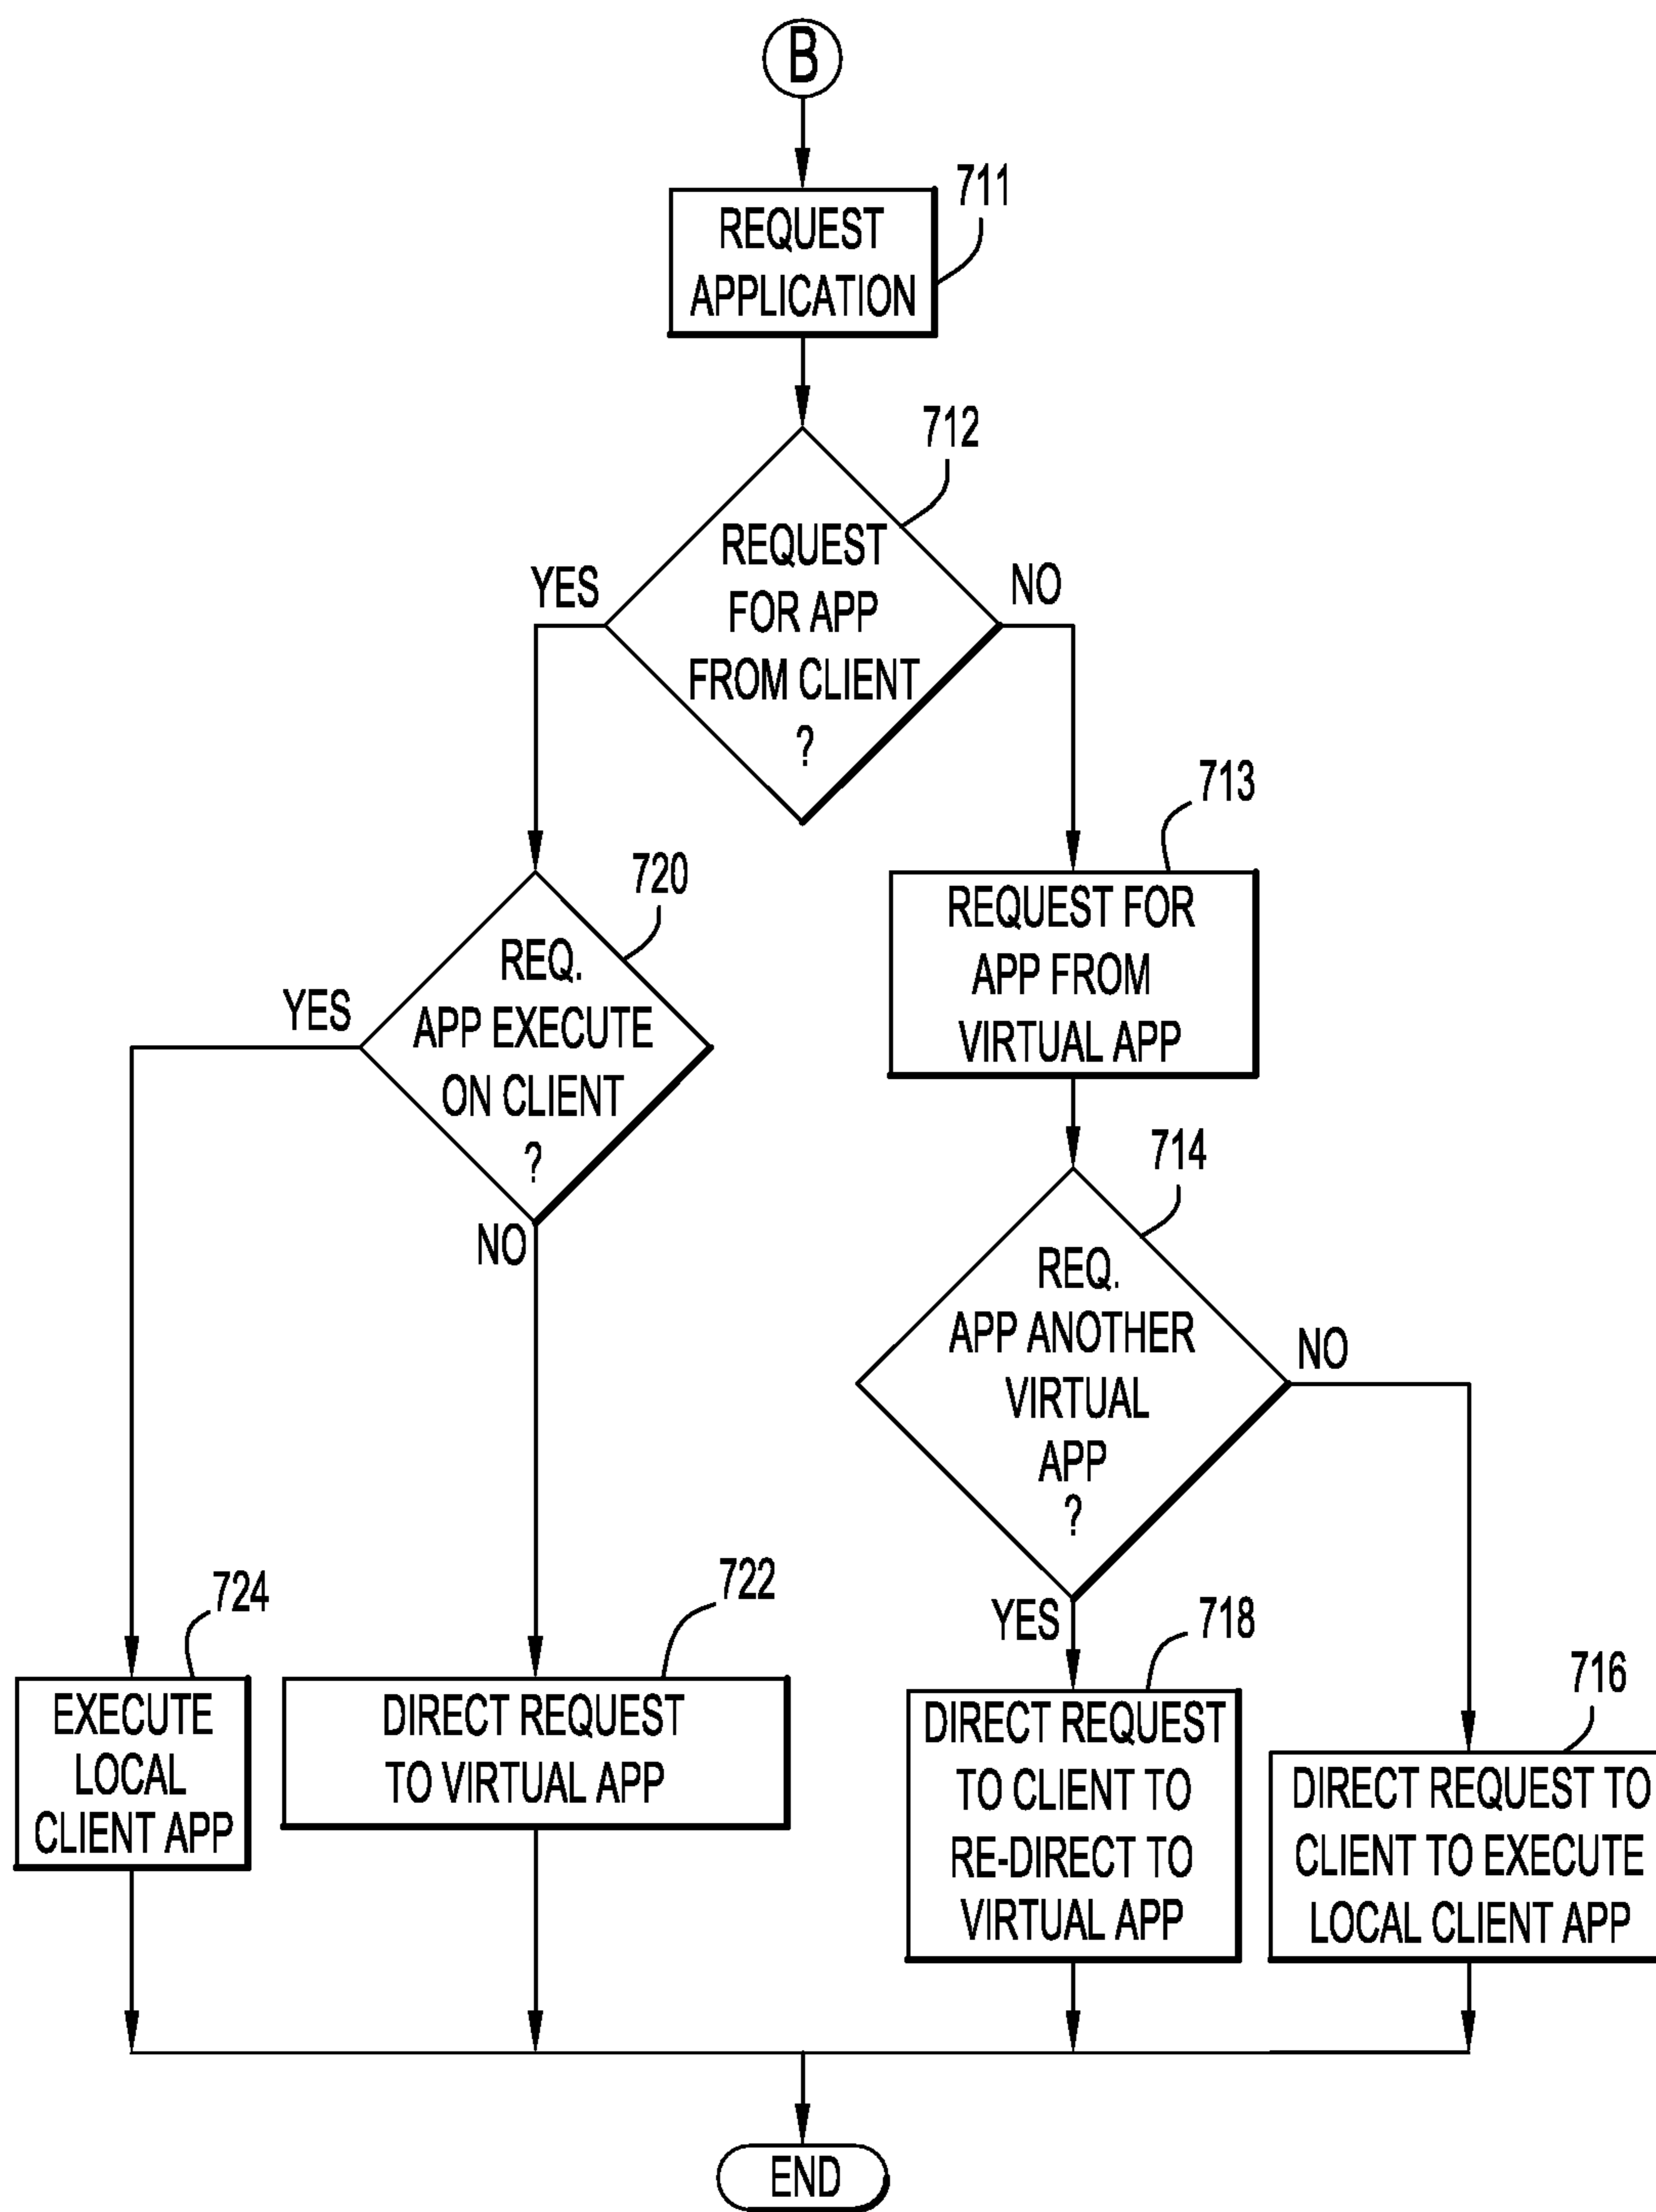 B
711
REQUEST
APPLICATION
712
REQUEST
FOR APP
FROM CLIENT
?
YES
NO
713
REQUEST FOR
APP FROM
VIRTUAL APP
720
REQ.
APP EXECUTE
ON CLIENT
?
YES
NO
714
REQ.
APP ANOTHER
VIRTUAL
APP
?
NO
YES
724
EXECUTE
LOCAL
CLIENT APP
722
DIRECT REQUEST
TO VIRTUAL APP
718
DIRECT REQUEST
TO CLIENT TO
RE-DIRECT TO
VIRTUAL APP
716
DIRECT REQUEST TO
CLIENT TO EXECUTE
LOCAL CLIENT APP
END